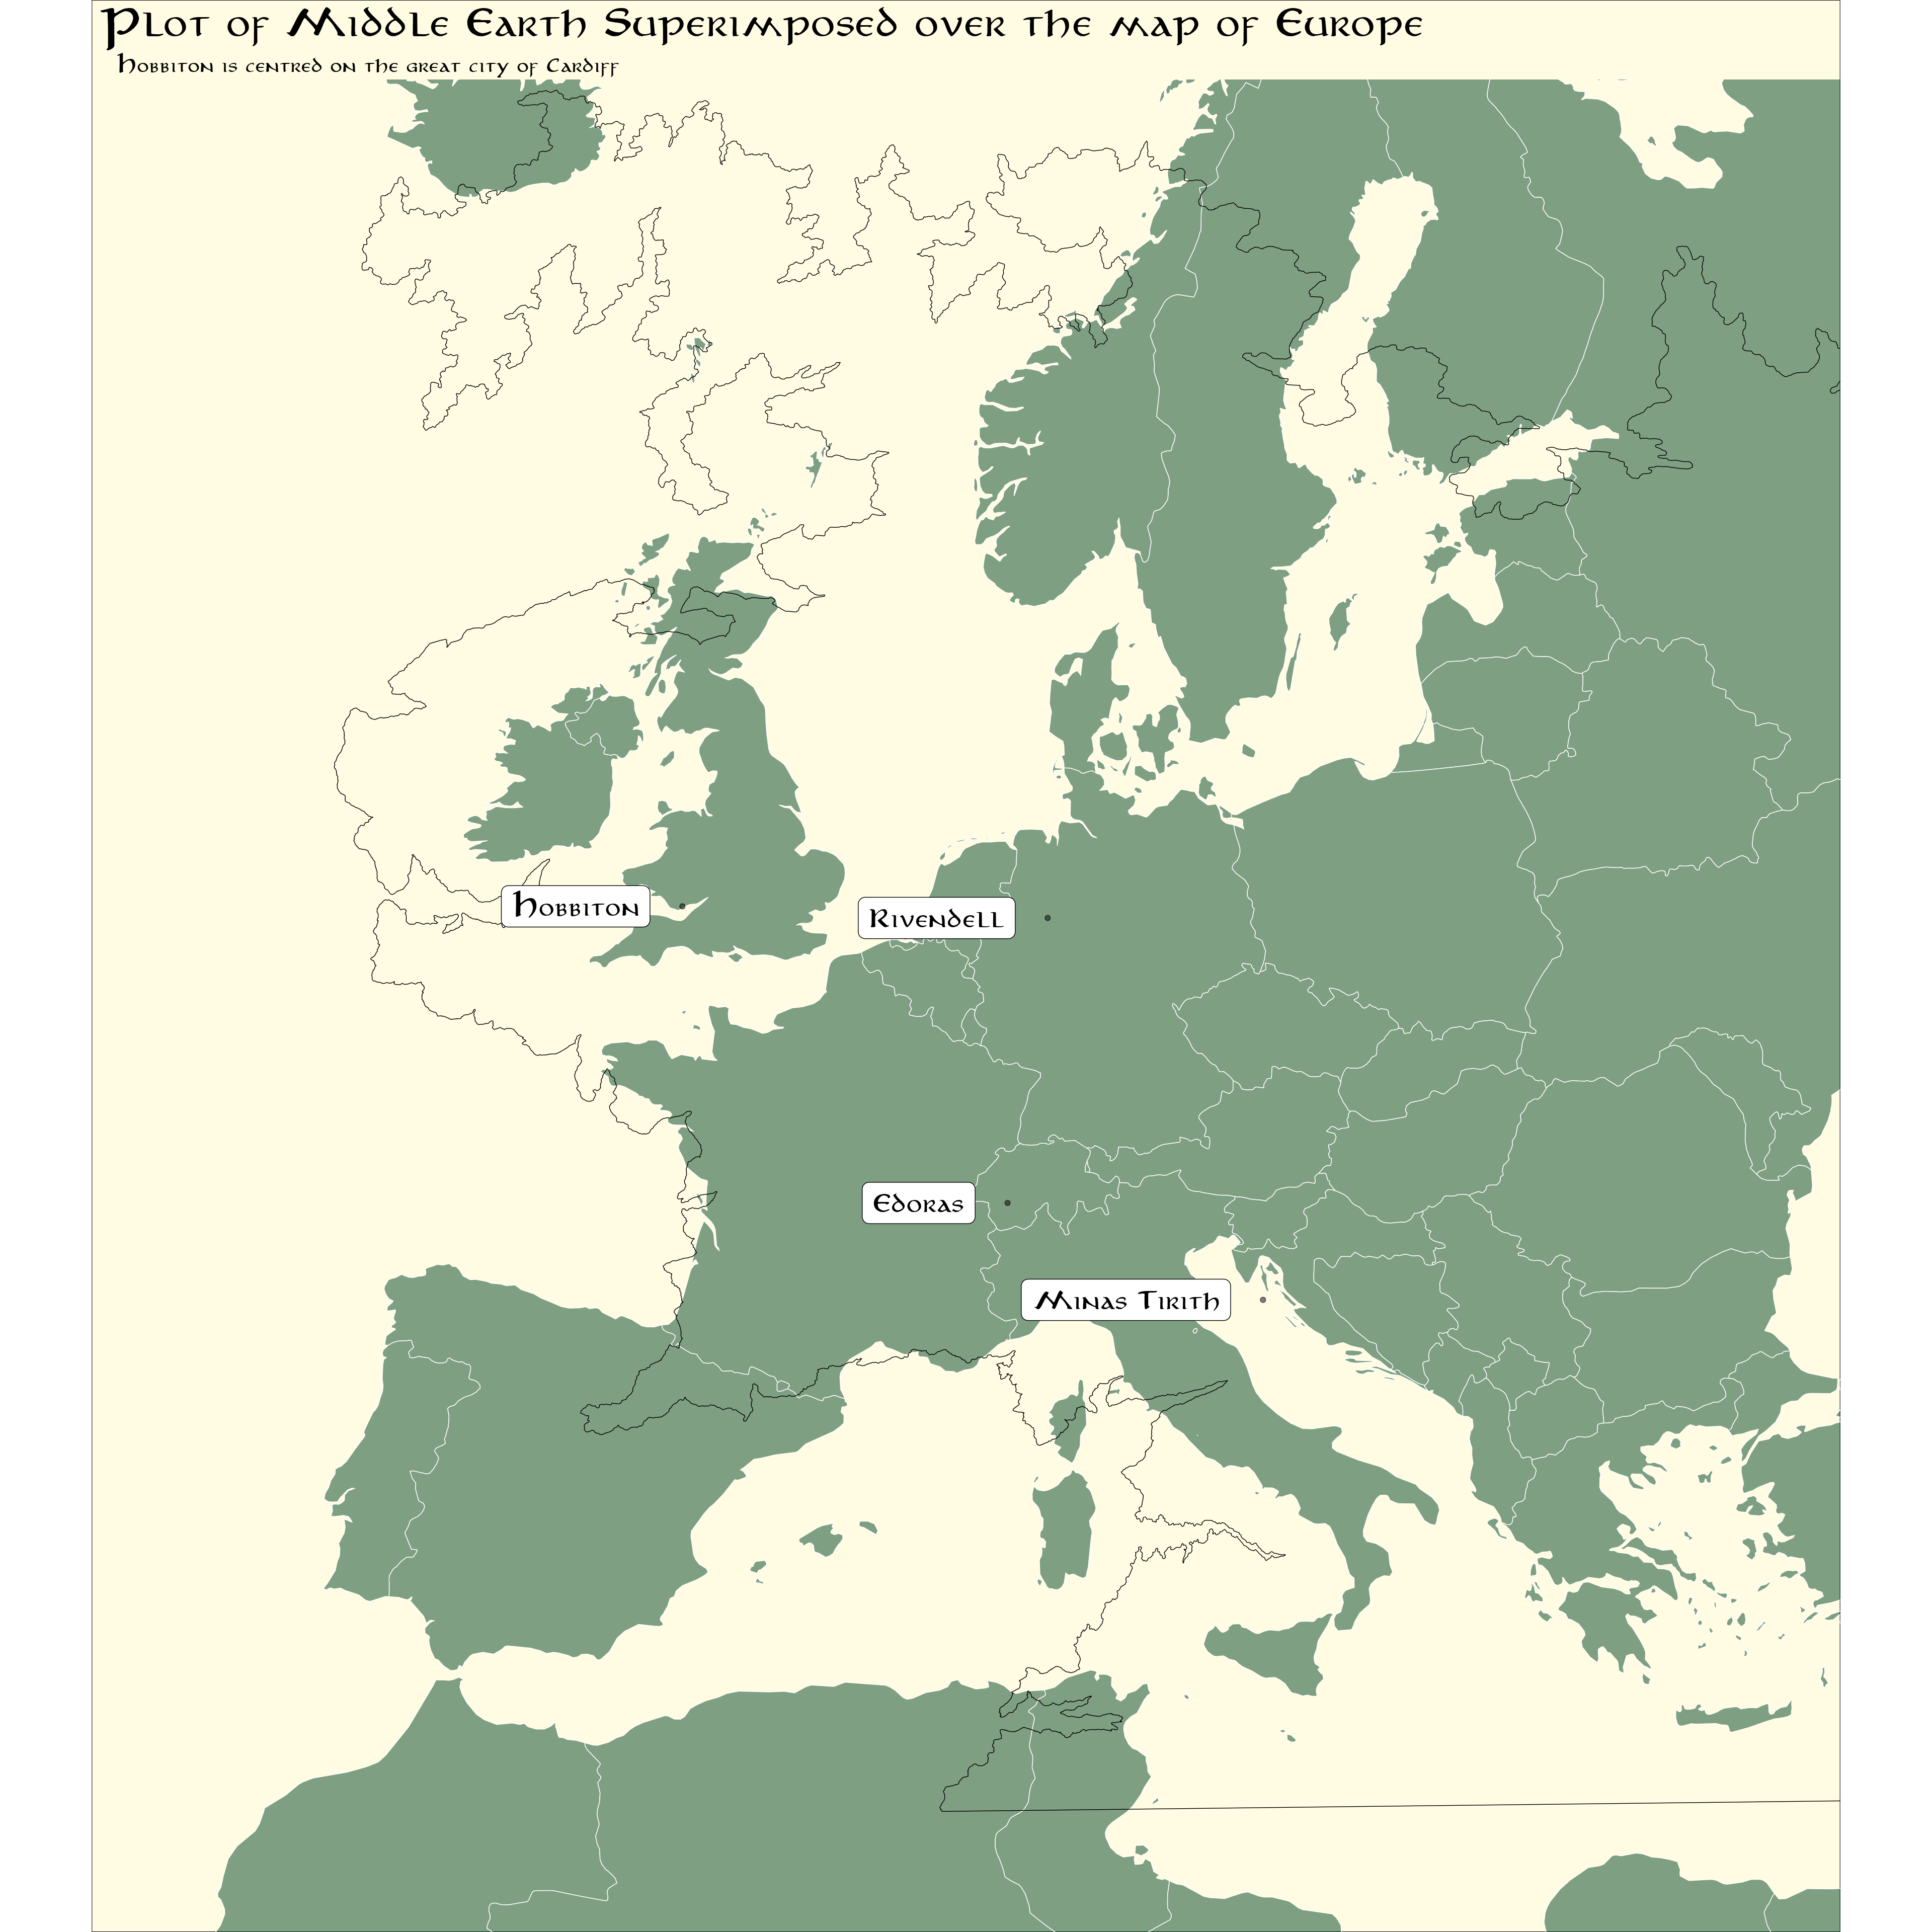 Plot of Middle Earth Superimposed over the map of Europe
Hobbiton is centred on the great city of Cardiff
Hobbiton
Rivendell
Edoras
Minas Tirith